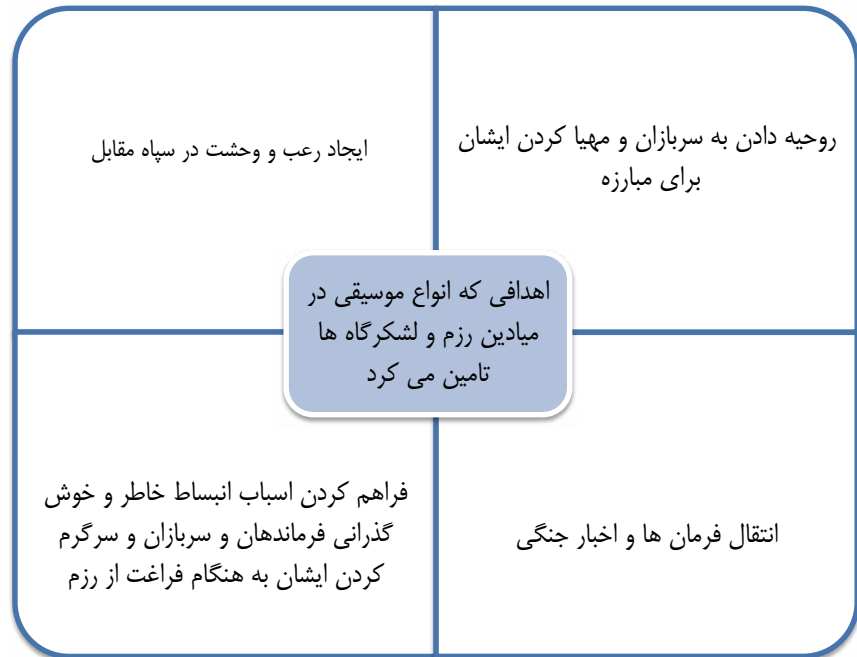 روحیه دادن به سربازان و مهیا کردن ایشان
برای مبارزه
ایجاد رعب و وحشت در سپاه مقابل
اهدافی که انواع موسیقی در
میادین رزم و لشکرگاه ها
تامین می کرد
انتقال فرمان ها و اخبار جنگی
فراهم کردن اسباب انبساط خاطر و خوش
گذرانی فرماندهان و سربازان و سرگرم
کردن ایشان به هنگام فراغت از رزم